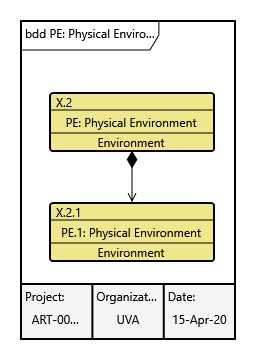 bdd PE: Physical Enviro...
X.2
PE: Physical Environment
Environment
X.2.1
PE.1: Physical Environment
Environment
Project:
ART-00...
Organizat...
UVA
Date:
15-Apr-20